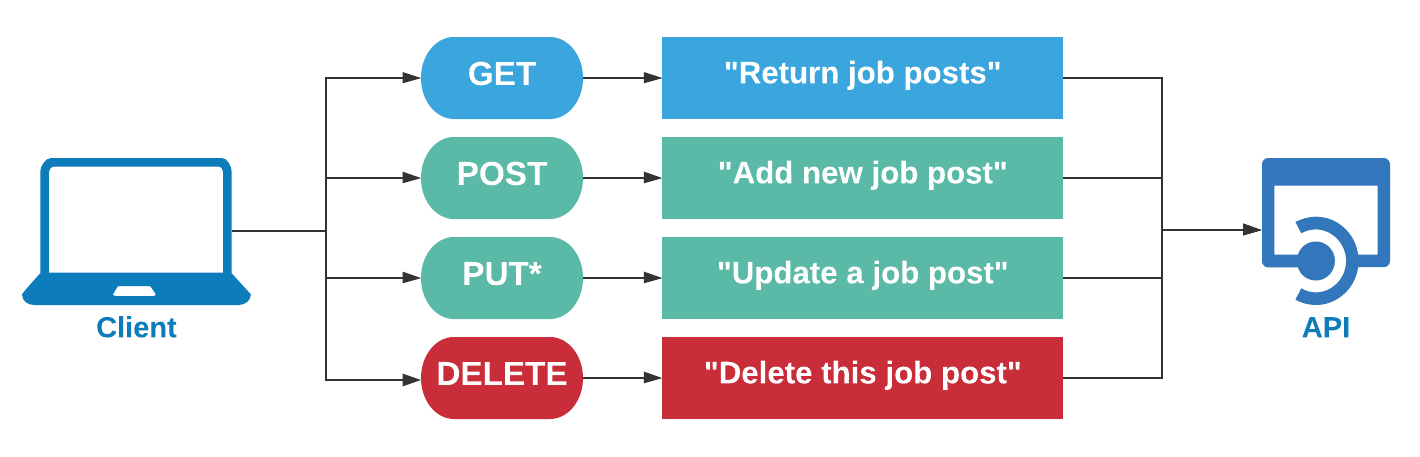 GET
"Return job posts"
POST
"Add new job post"
PUT*
"Update a job post"
DELETE
"Delete this job post"
Client
API